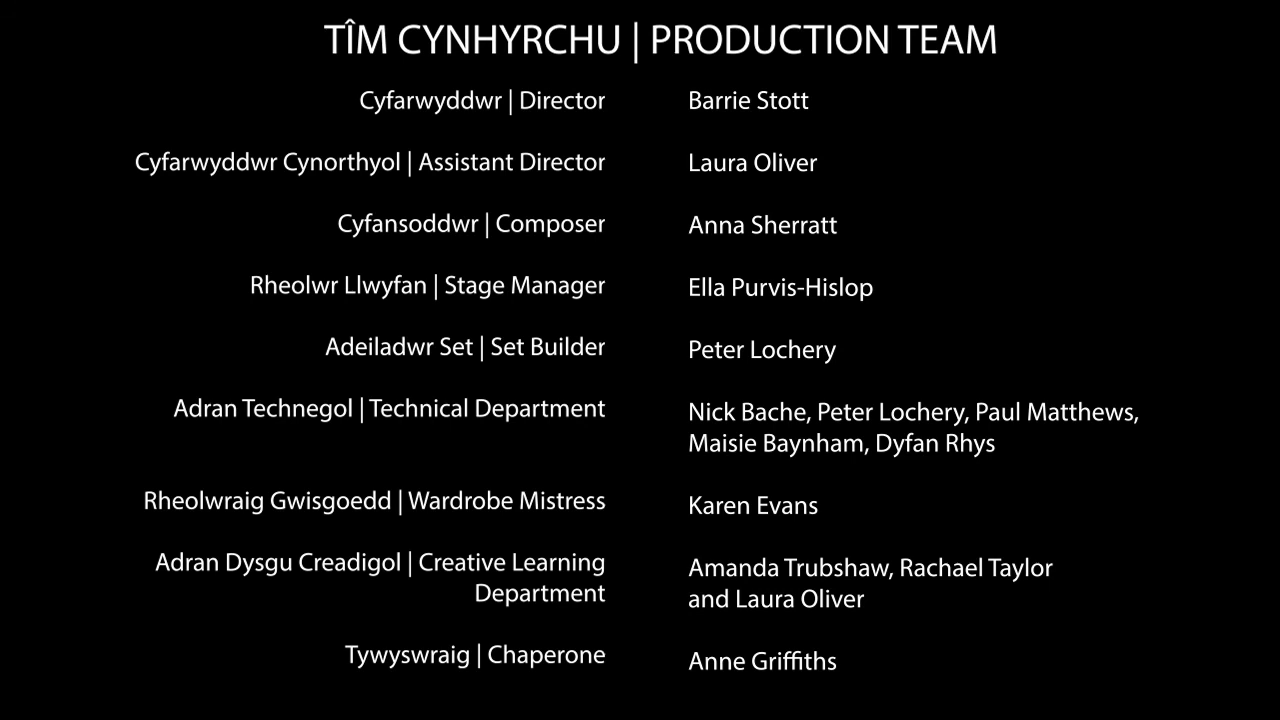 TÎM CYNHYRCHU | PRODUCTION TEAM
Cyfarwyddwr | Director Barrie Stott
Cyfarwyddwr Cynorthyol | Assistant Director Laura Oliver
Cyfansoddwr | Composer Anna Sherratt
Rheolwr Llwyfan | Stage Manager Ella Purvis-Hislop
Adeiladwr Set | Set Builder Peter Lochery
Adran Technegol | Technical Department Nick Bache, Peter Lochery, Paul Matthews,
Maisie Baynham, Dyfan Rhys
Rheolwraig Gwisgoedd | Wardrobe Mistress Karen Evans
Adran Dysgu Creadigol | Creative Learning Amanda Trubshaw, Rachael Taylor
Department and Laura Oliver
Tywyswraig | Chaperone Anne Griffiths